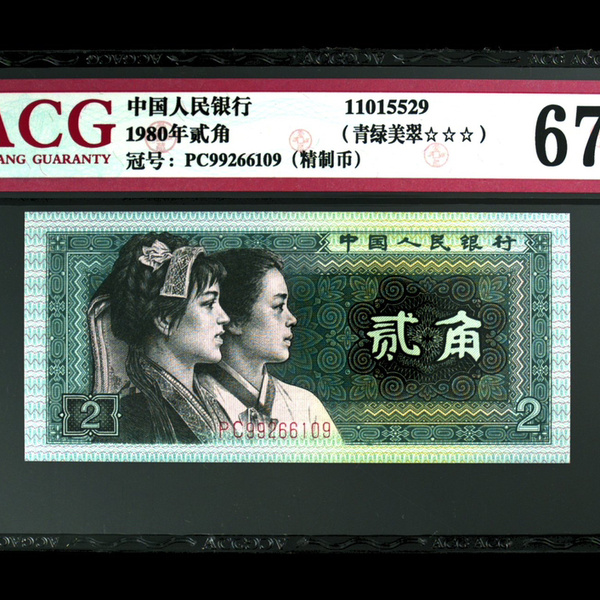 ACG
ANG GUARANTY
中国人民银行
1980年贰角
冠号：PC99266109（精制币）
11015529
（青绿美翠☆☆☆）
67
中国人民银行
贰角
2
PC99266109
2